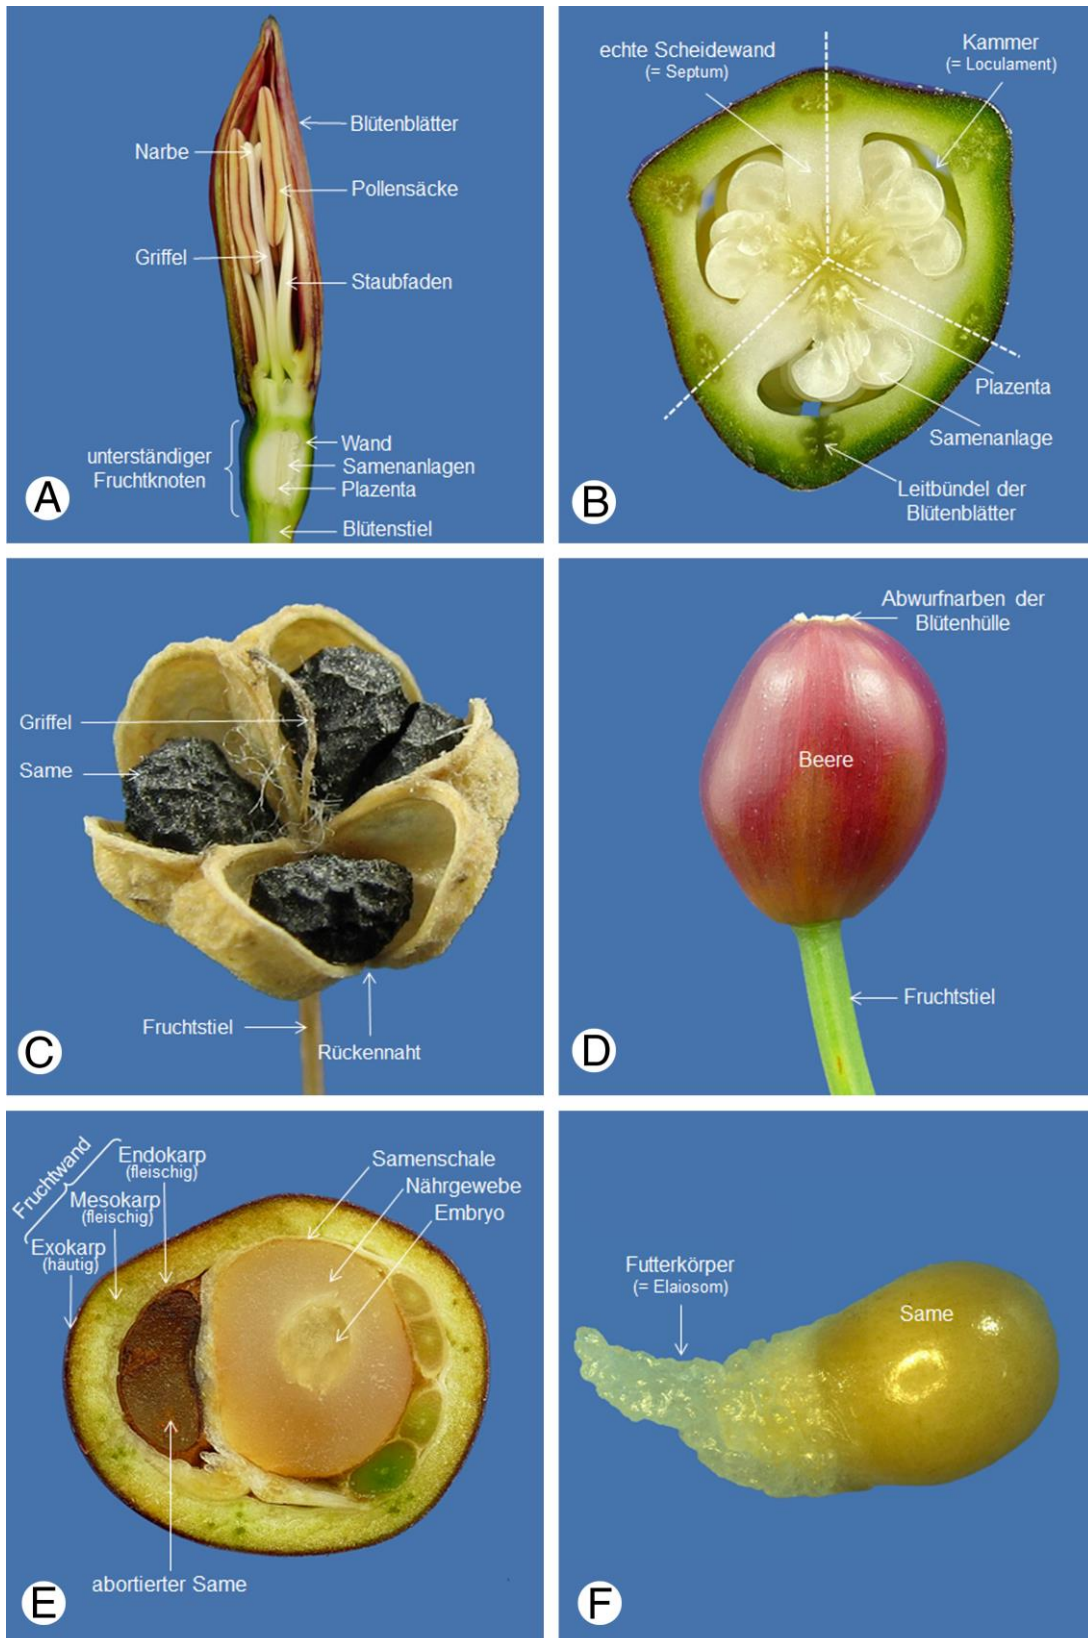 Blütenblätter
Narbe
Pollensäcke
Griffel
Staubfaden
unterständiger
Fruchtknoten
Wand
Samenanlagen
Plazenta
Blütenstiel
A
echte Scheidewand
(= Septum)
Kammer
(= Loculament)
Plazenta
Samenanlage
Leitbündel der
Blütenblätter
B
Griffel
Same
Fruchtstiel
Rückennaht
C
Abwurfnarben der
Blütenhülle
Beere
Fruchtstiel
D
Fruchtwand
Endokarp
(fleischig)
Mesokarp
(fleischig)
Exokarp
(häutig)
Samenschale
Nährgewebe
Embryo
abortierter Same
E
Futterkörper
(= Elaiosom)
Same
F